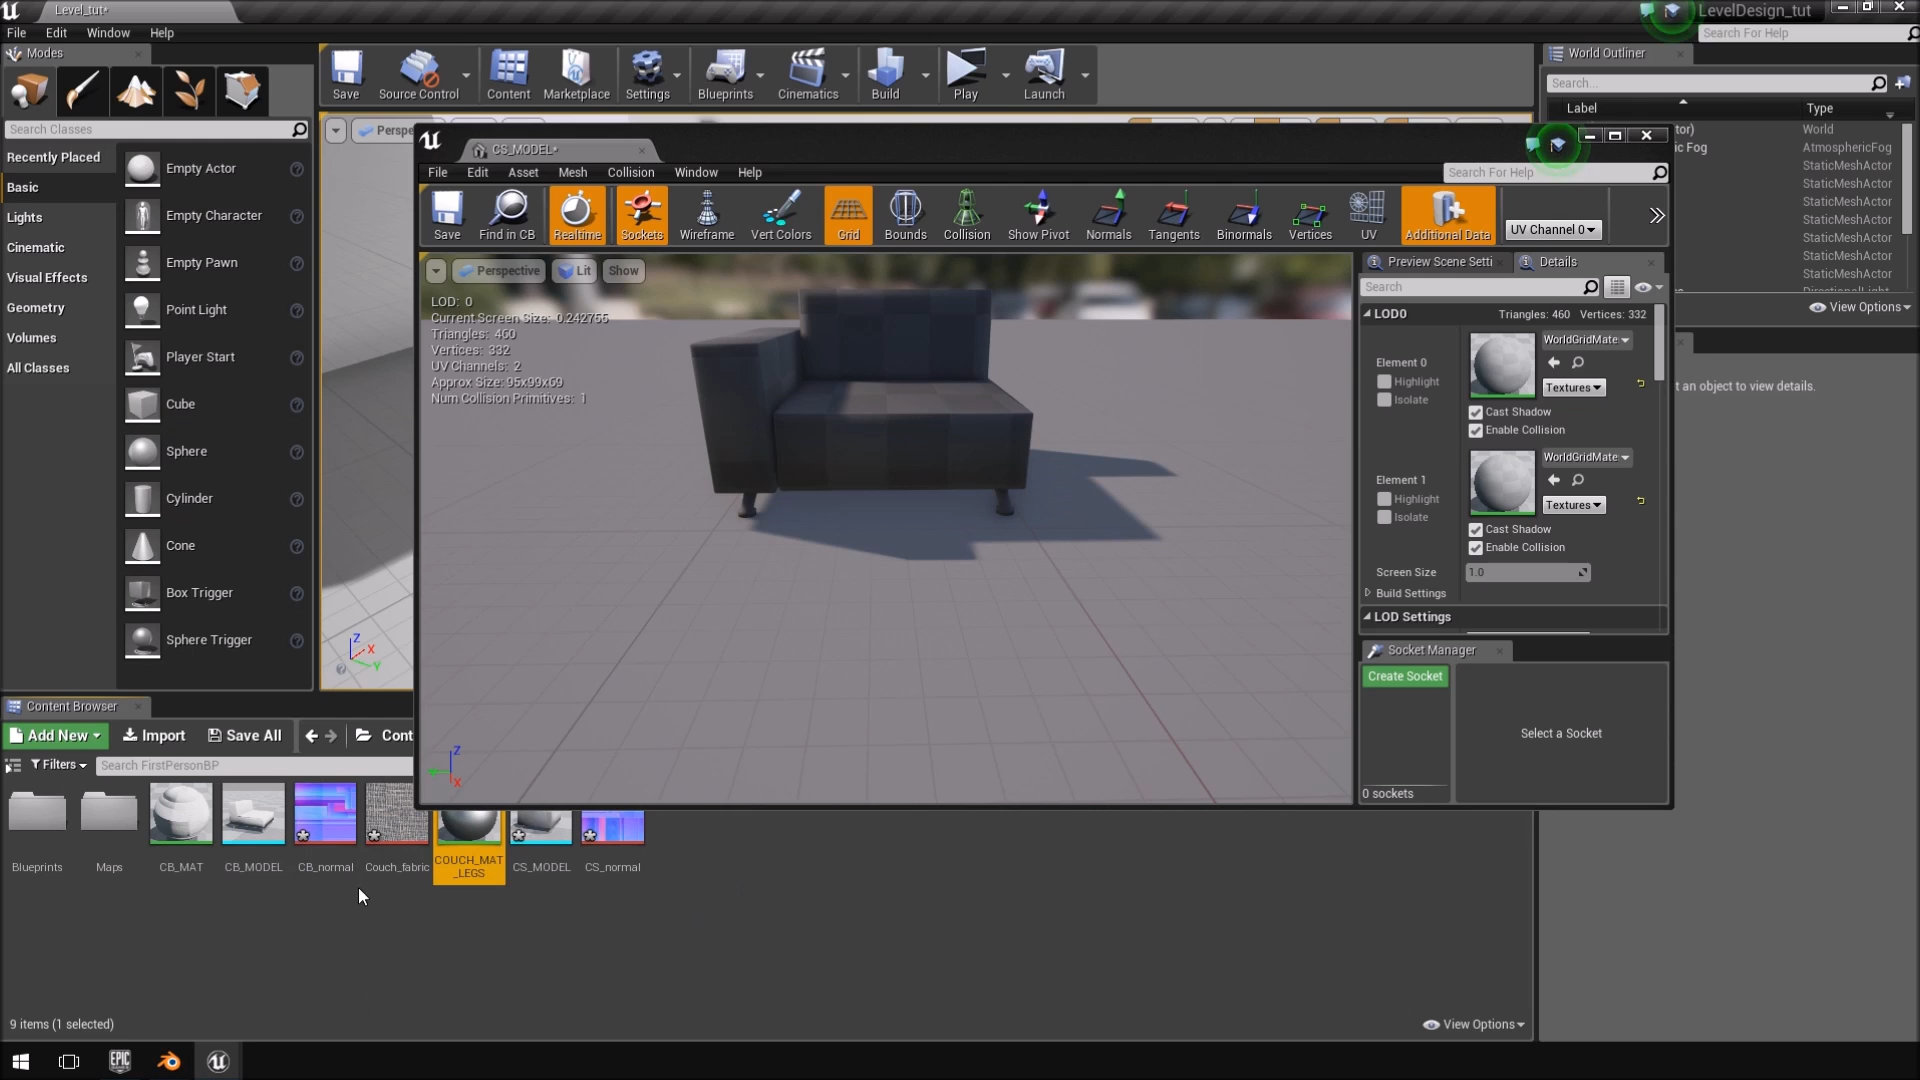 Level_tut*
LevelDesign_tut
File Edit Window Help
Search For Help
Modes
Save
Source Control
Content
Marketplace
Settings
Blueprints
Cinematics
Build
Play
Launch
World Outliner
Search...
Label Type
Search Classes
Recently Placed
Basic
Lights
Cinematic
Visual Effects
Geometry
Volumes
All Classes
Empty Actor
Empty Character
Empty Pawn
Point Light
Player Start
Cube
Sphere
Cylinder
Cone
Box Trigger
Sphere Trigger
Perspe
CS_MODEL*
File Edit Asset Mesh Collision Window Help
Search For Help
Save
Find in CB
Realtime
Sockets
Wireframe
Vert Colors
Grid
Bounds
Collision
Show Pivot
Normals
Tangents
Binormals
Vertices
UV
Additional Data
UV Channel 0
Perspective
Lit
Show
LOD: 0
Current Screen Size: 0.242755
Triangles: 460
Vertices: 332
UV Channels: 2
Approx Size: 95x99x69
Num Collision Primitives: 1
Z
X
Preview Scene Setti
Details
Search
LOD0 Triangles: 460 Vertices: 332
Element 0
Highlight
Isolate
WorldGridMate
Textures
Cast Shadow
Enable Collision
Element 1
Highlight
Isolate
WorldGridMate
Textures
Cast Shadow
Enable Collision
Screen Size 1.0
Build Settings
LOD Settings
Socket Manager
Create Socket
Select a Socket
0 sockets
tor) World
ic Fog AtmosphericFog
StaticMeshActor
StaticMeshActor
StaticMeshActor
StaticMeshActor
StaticMeshActor
StaticMeshActor
StaticMeshActor
DirectionalLight
View Options
t an object to view details.
Z
X
Y
Content Browser
Add New
Import
Save All
Cont
Filters
Search FirstPersonBP
Blueprints
Maps
CB_MAT
CB_MODEL
CB_normal
Couch_fabric
COUCH_MAT
_LEGS
CS_MODEL
CS_normal
9 items (1 selected)
View Options
EPIC